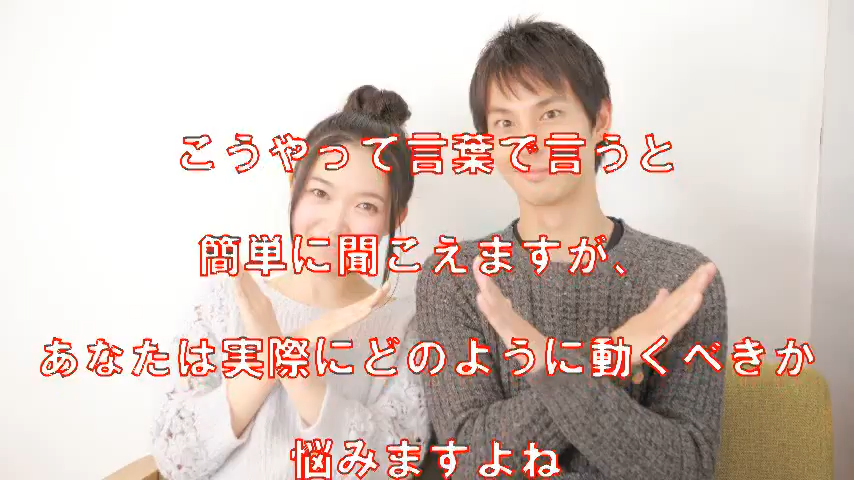 こうやって言葉で言うと
簡単に聞こえますが、
あなたは実際にどのように動くべきか
悩みますよね